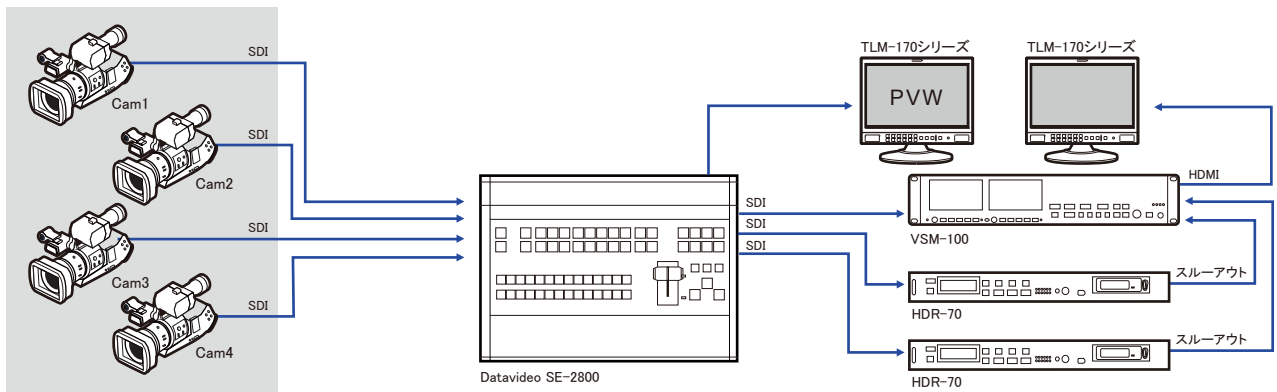 SDI
Cam1
SDI
Cam2
SDI
Cam3
SDI
Cam4
Datavideo SE-2800
TLM-170シリーズ
PVW
TLM-170シリーズ
HDMI
SDI
VSM-100
SDI
SDI
スルーアウト
HDR-70
スルーアウト
HDR-70